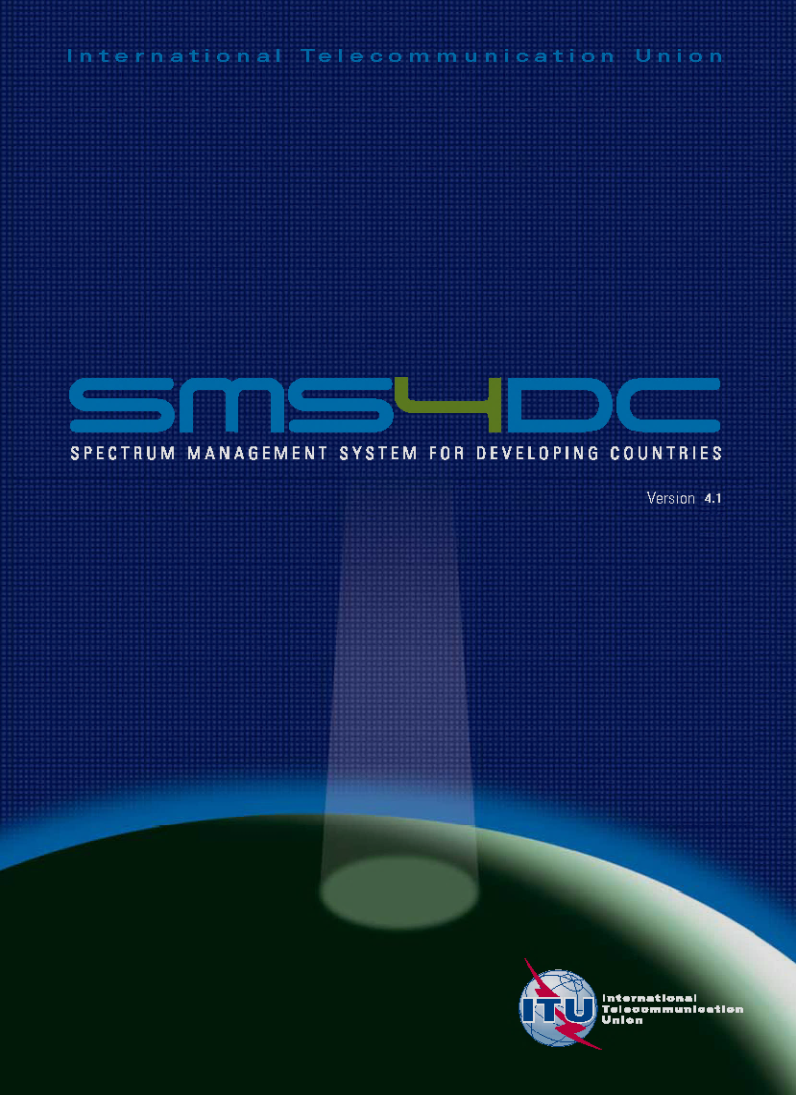 International Telecommunication Union
SMS4DC
SPECTRUM MANAGEMENT SYSTEM FOR DEVELOPING COUNTRIES
Version 4.1
ITU
International
Telecommunication
Union